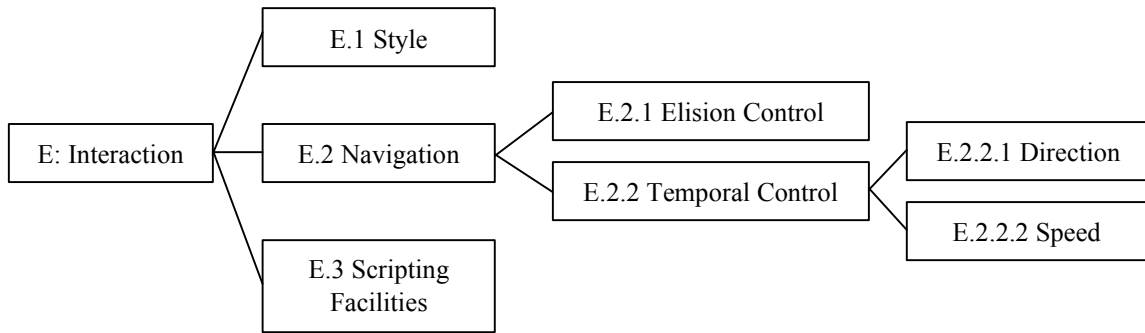 E: Interaction
E.1 Style
E.2 Navigation
E.2.1 Elision Control
E.2.2 Temporal Control
E.2.2.1 Direction
E.2.2.2 Speed
E.3 Scripting
Facilities